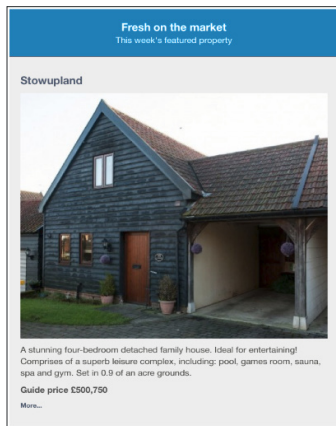 Fresh on the market
This week's featured property
Stowupland
A stunning four-bedroom detached family house. Ideal for entertaining!
Comprises of a superb leisure complex, including: pool, games room, sauna,
spa and gym. Set in 0.9 of an acre grounds.
Guide price £500,750
More...